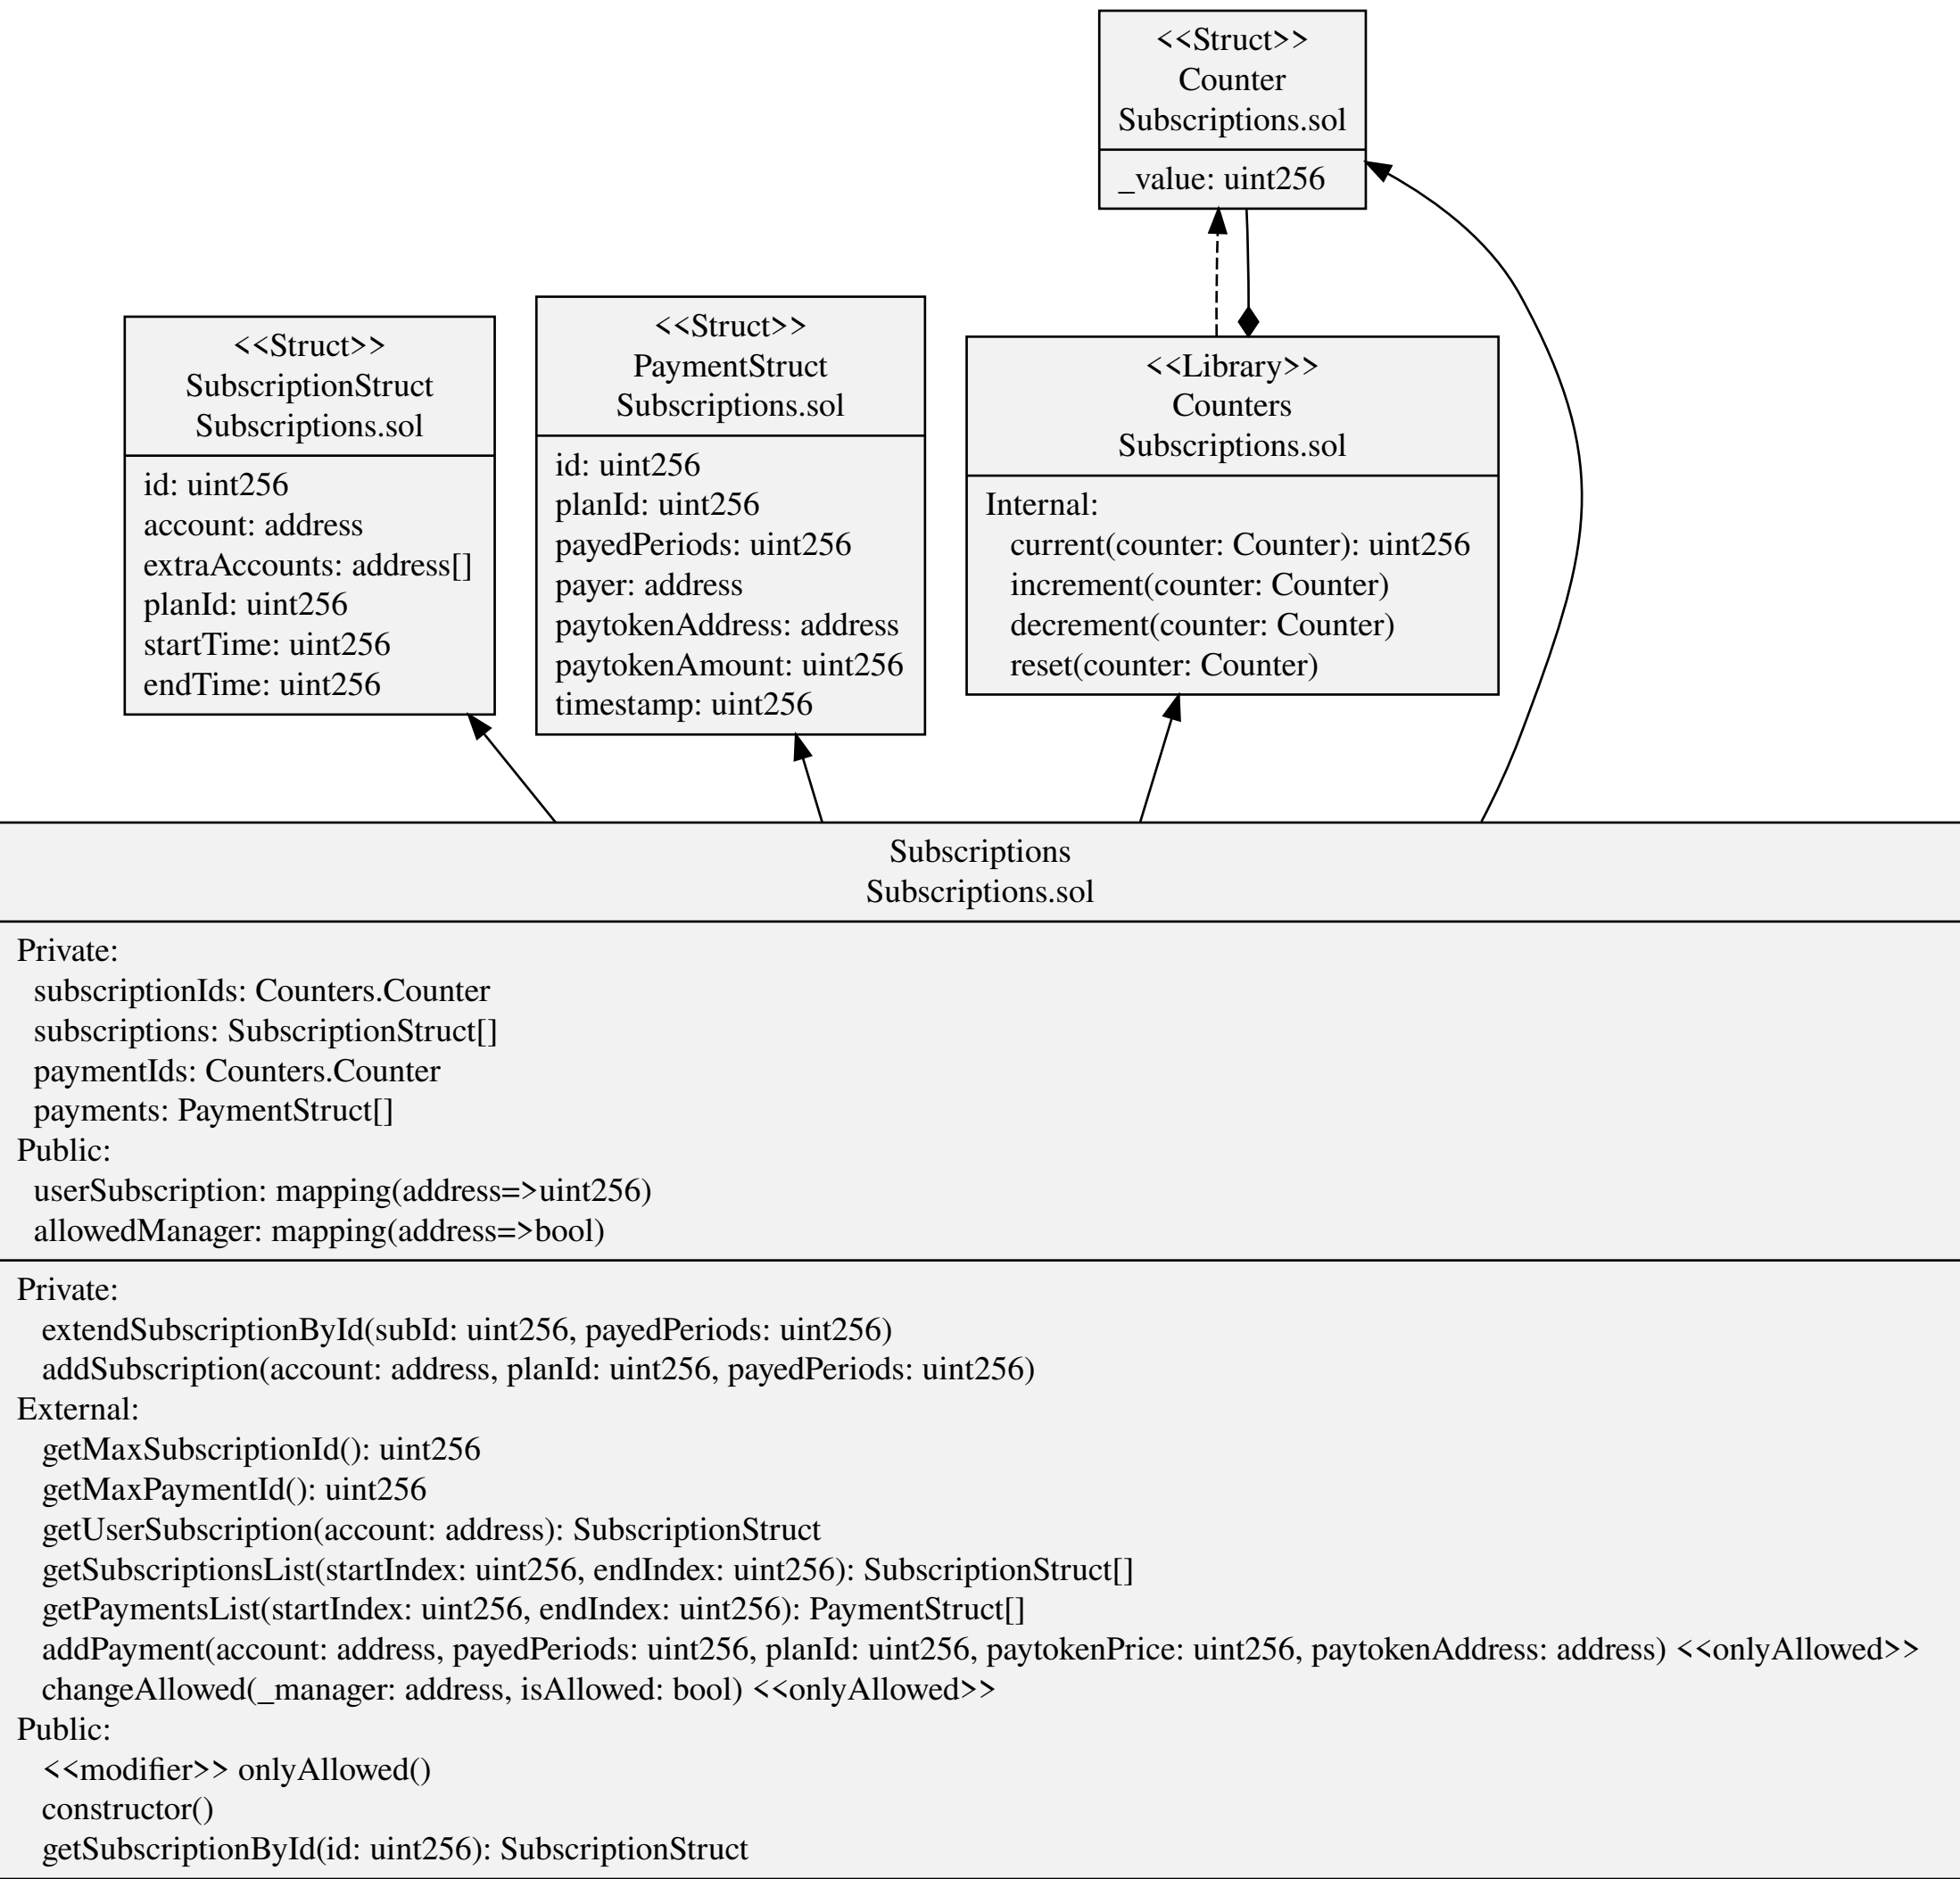 <<Struct>>
Counter
Subscriptions.sol
_value: uint256
<<Struct>>
SubscriptionStruct
Subscriptions.sol
id: uint256
account: address
extraAccounts: address[]
planId: uint256
startTime: uint256
endTime: uint256
<<Struct>>
PaymentStruct
Subscriptions.sol
id: uint256
planId: uint256
payedPeriods: uint256
payer: address
paytokenAddress: address
paytokenAmount: uint256
timestamp: uint256
<<Library>>
Counters
Subscriptions.sol
Internal:
current(counter: Counter): uint256
increment(counter: Counter)
decrement(counter: Counter)
reset(counter: Counter)
Subscriptions
Subscriptions.sol
Private:
subscriptionIds: Counters.Counter
subscriptions: SubscriptionStruct[]
paymentIds: Counters.Counter
payments: PaymentStruct[]
Public:
userSubscription: mapping(address=>uint256)
allowedManager: mapping(address=>bool)
Private:
extendSubscriptionById(subId: uint256, payedPeriods: uint256)
addSubscription(account: address, planId: uint256, payedPeriods: uint256)
External:
getMaxSubscriptionId(): uint256
getMaxPaymentId(): uint256
getUserSubscription(account: address): SubscriptionStruct
getSubscriptionsList(startIndex: uint256, endIndex: uint256): SubscriptionStruct[]
getPaymentsList(startIndex: uint256, endIndex: uint256): PaymentStruct[]
addPayment(account: address, payedPeriods: uint256, planId: uint256, paytokenPrice: uint256, paytokenAddress: address) <<onlyAllowed>>
changeAllowed(_manager: address, isAllowed: bool) <<onlyAllowed>>
Public:
<<modifier>> onlyAllowed()
constructor()
getSubscriptionById(id: uint256): SubscriptionStruct